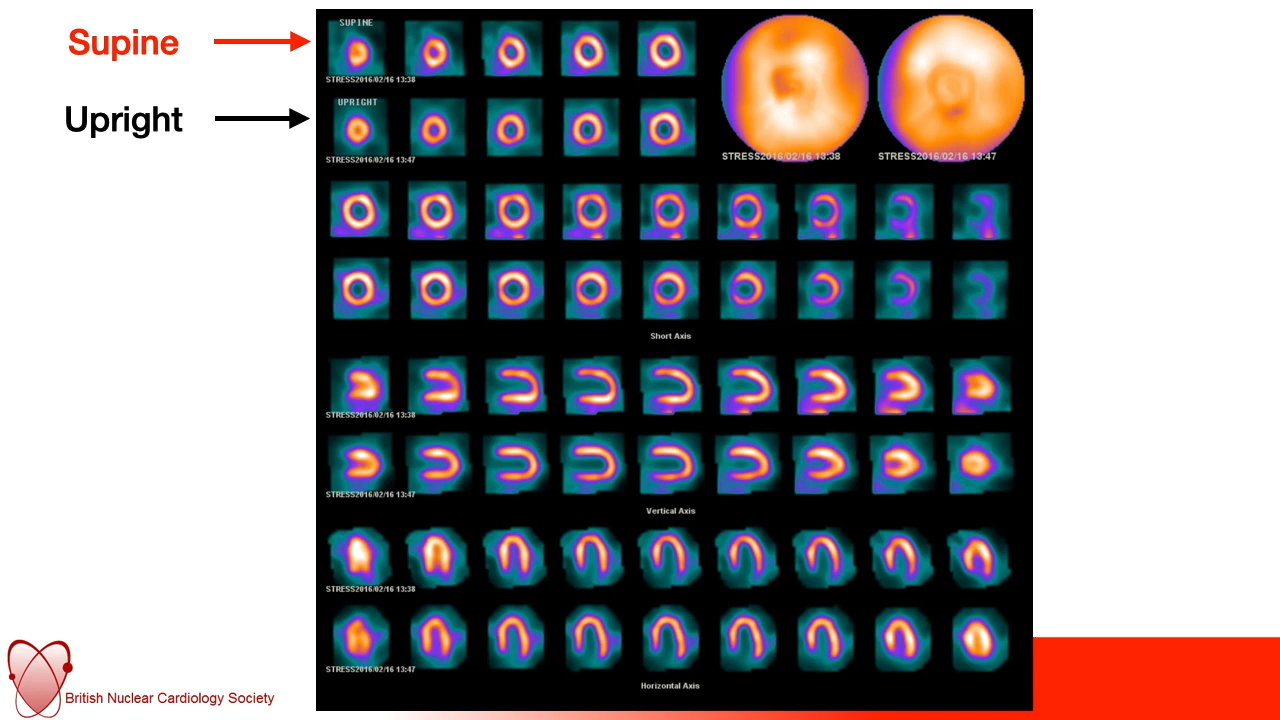 Supine
Upright
SUPINE
STRESS2016/02/16 13:38
UPRIGHT
STRESS2016/02/16 13:47
STRESS2016/02/16 13:38
STRESS2016/02/16 13:47
Short Axis
STRESS2016/02/16 13:38
STRESS2016/02/16 13:47
Vertical Axis
STRESS2016/02/16 13:38
STRESS2016/02/16 13:47
Horizontal Axis
British Nuclear Cardiology Society